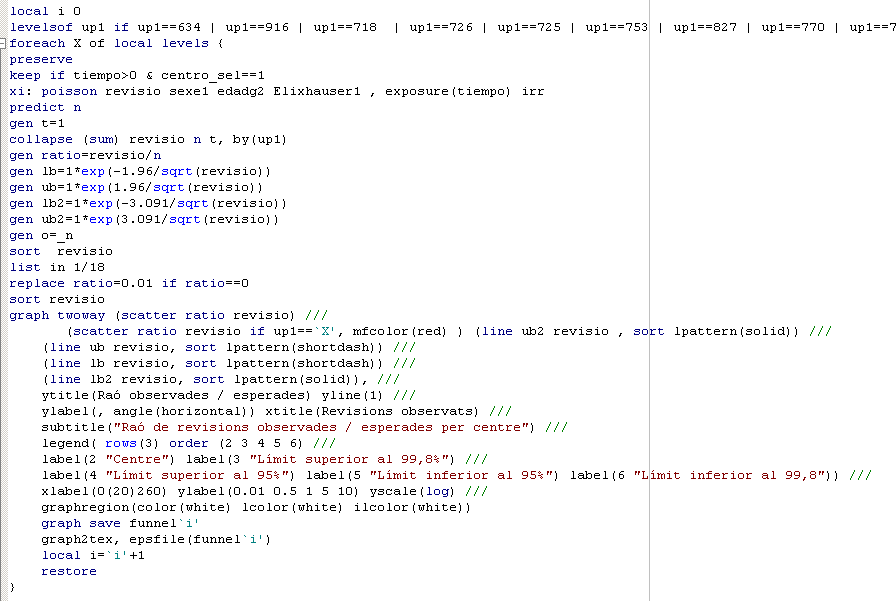 local i 0
levelsof up1 if up1==634 | up1==916 | up1==718  | up1==726 | up1==725 | up1==753 | up1==827 | up1==770 | up1==7
foreach X of local levels {
preserve
keep if tiempo>0 & centro_sel==1
xi: poisson revisio sexe1 edadg2 Elixhauser1 , exposure(tiempo) irr
predict n
gen t=1
collapse (sum) revisio n t, by(up1)
gen ratio=revisio/n
gen lb=1*exp(-1.96/sqrt(revisio))
gen ub=1*exp(1.96/sqrt(revisio))
gen lb2=1*exp(-3.091/sqrt(revisio))
gen ub2=1*exp(3.091/sqrt(revisio))
gen o=_n
sort  revisio
list in 1/18
replace ratio=0.01 if ratio==0
sort revisio
graph twoway (scatter ratio revisio) ///
(scatter ratio revisio if up1==`X', mfcolor(red) ) (line ub2 revisio , sort lpattern(solid)) ///
(line ub revisio, sort lpattern(shortdash)) ///
(line lb revisio, sort lpattern(shortdash)) ///
(line lb2 revisio, sort lpattern(solid)), ///
ytitle(Raó observades / esperades) yline(1) ///
ylabel(, angle(horizontal)) xtitle(Revisions observats) ///
subtitle("Raó de revisions observades / esperades per centre") ///
legend( rows(3) order (2 3 4 5 6) ///
label(2 "Centre") label(3 "Límit superior al 99,8%") ///
label(4 "Límit superior al 95%") label(5 "Límit inferior al 95%") label(6 "Límit inferior al 99,8")) ///
xlabel(0(20)260) ylabel(0.01 0.5 1 5 10) yscale(log) ///
graphregion(color(white) lcolor(white) ilcolor(white))
graph save funnel`i'
graph2tex, epsfile(funnel`i')
local i=`i'+1
restore
}